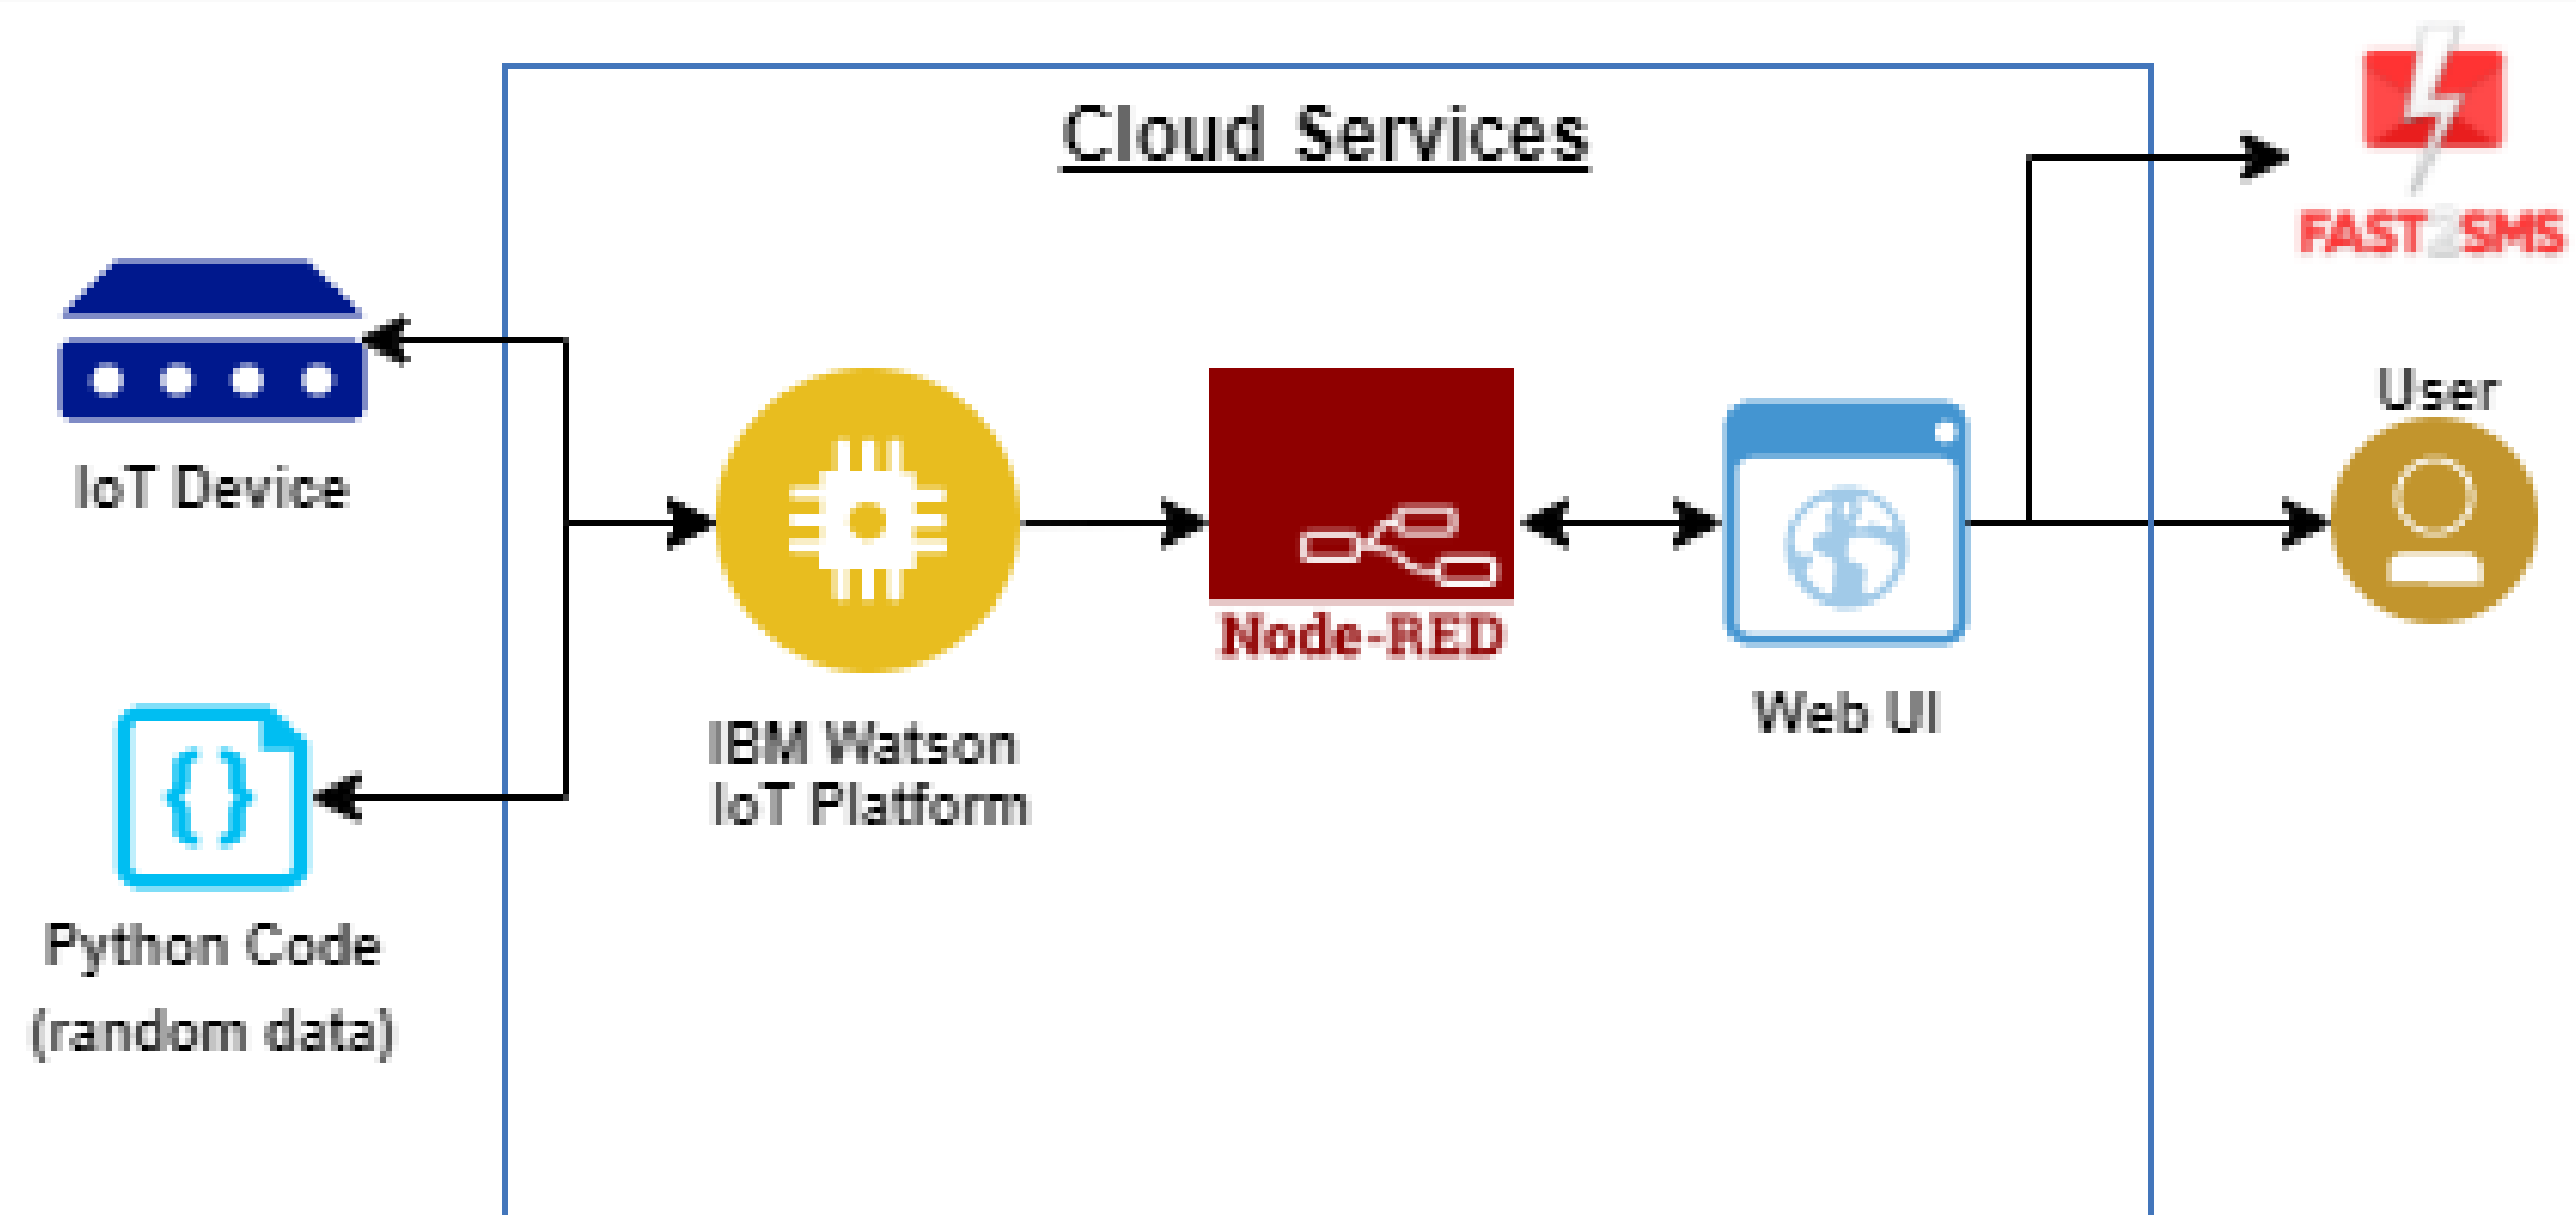 Cloud Services
FAST2SMS
User
IoT Device
Node-RED
Web UI
IBM Watson
IoT Platform
Python Code
(random data)